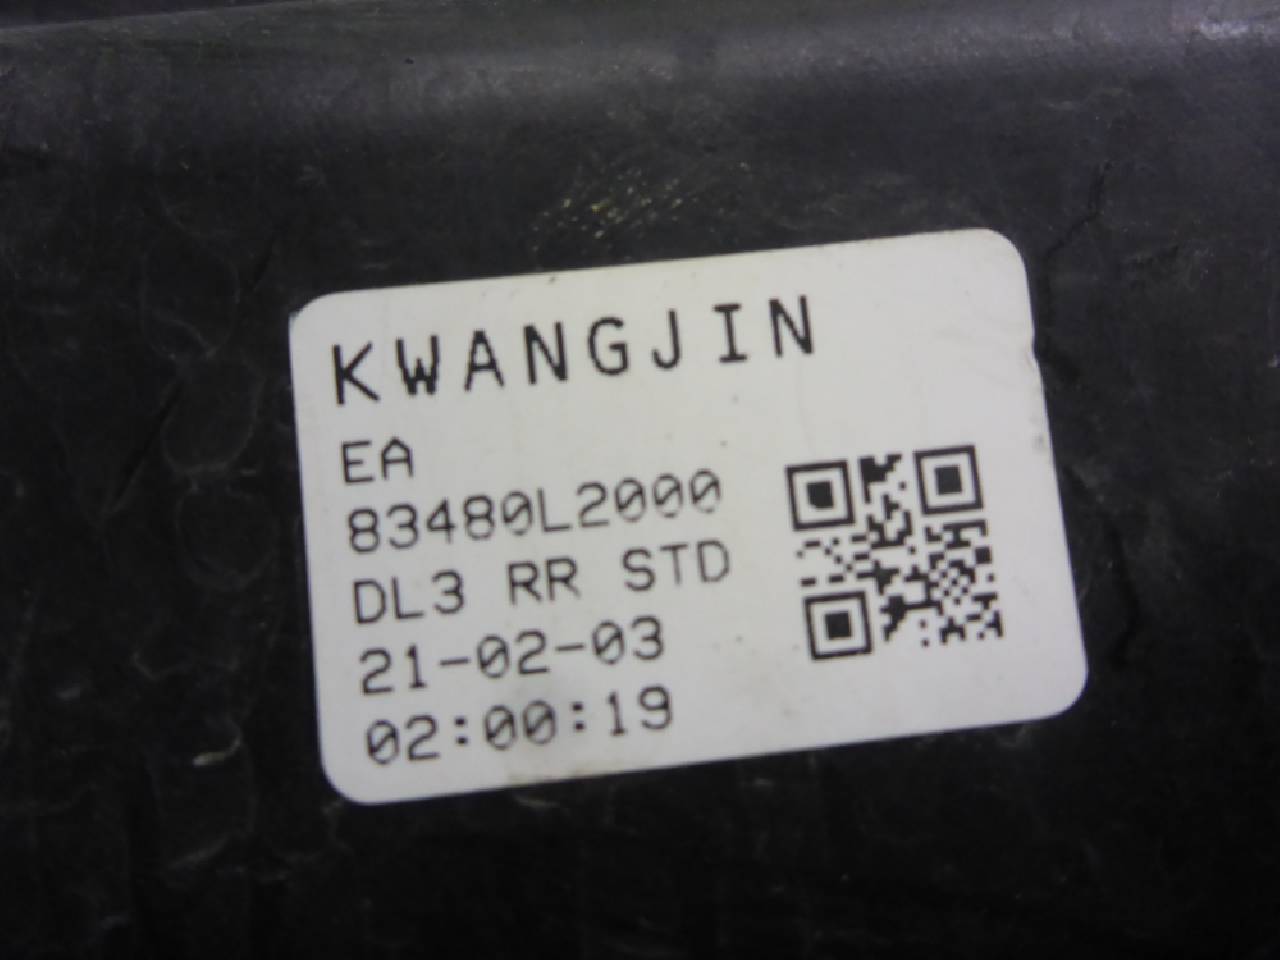 KWANGJIN
EA
83480L2000
DL3 RR STD
21-02-03
02:00:19